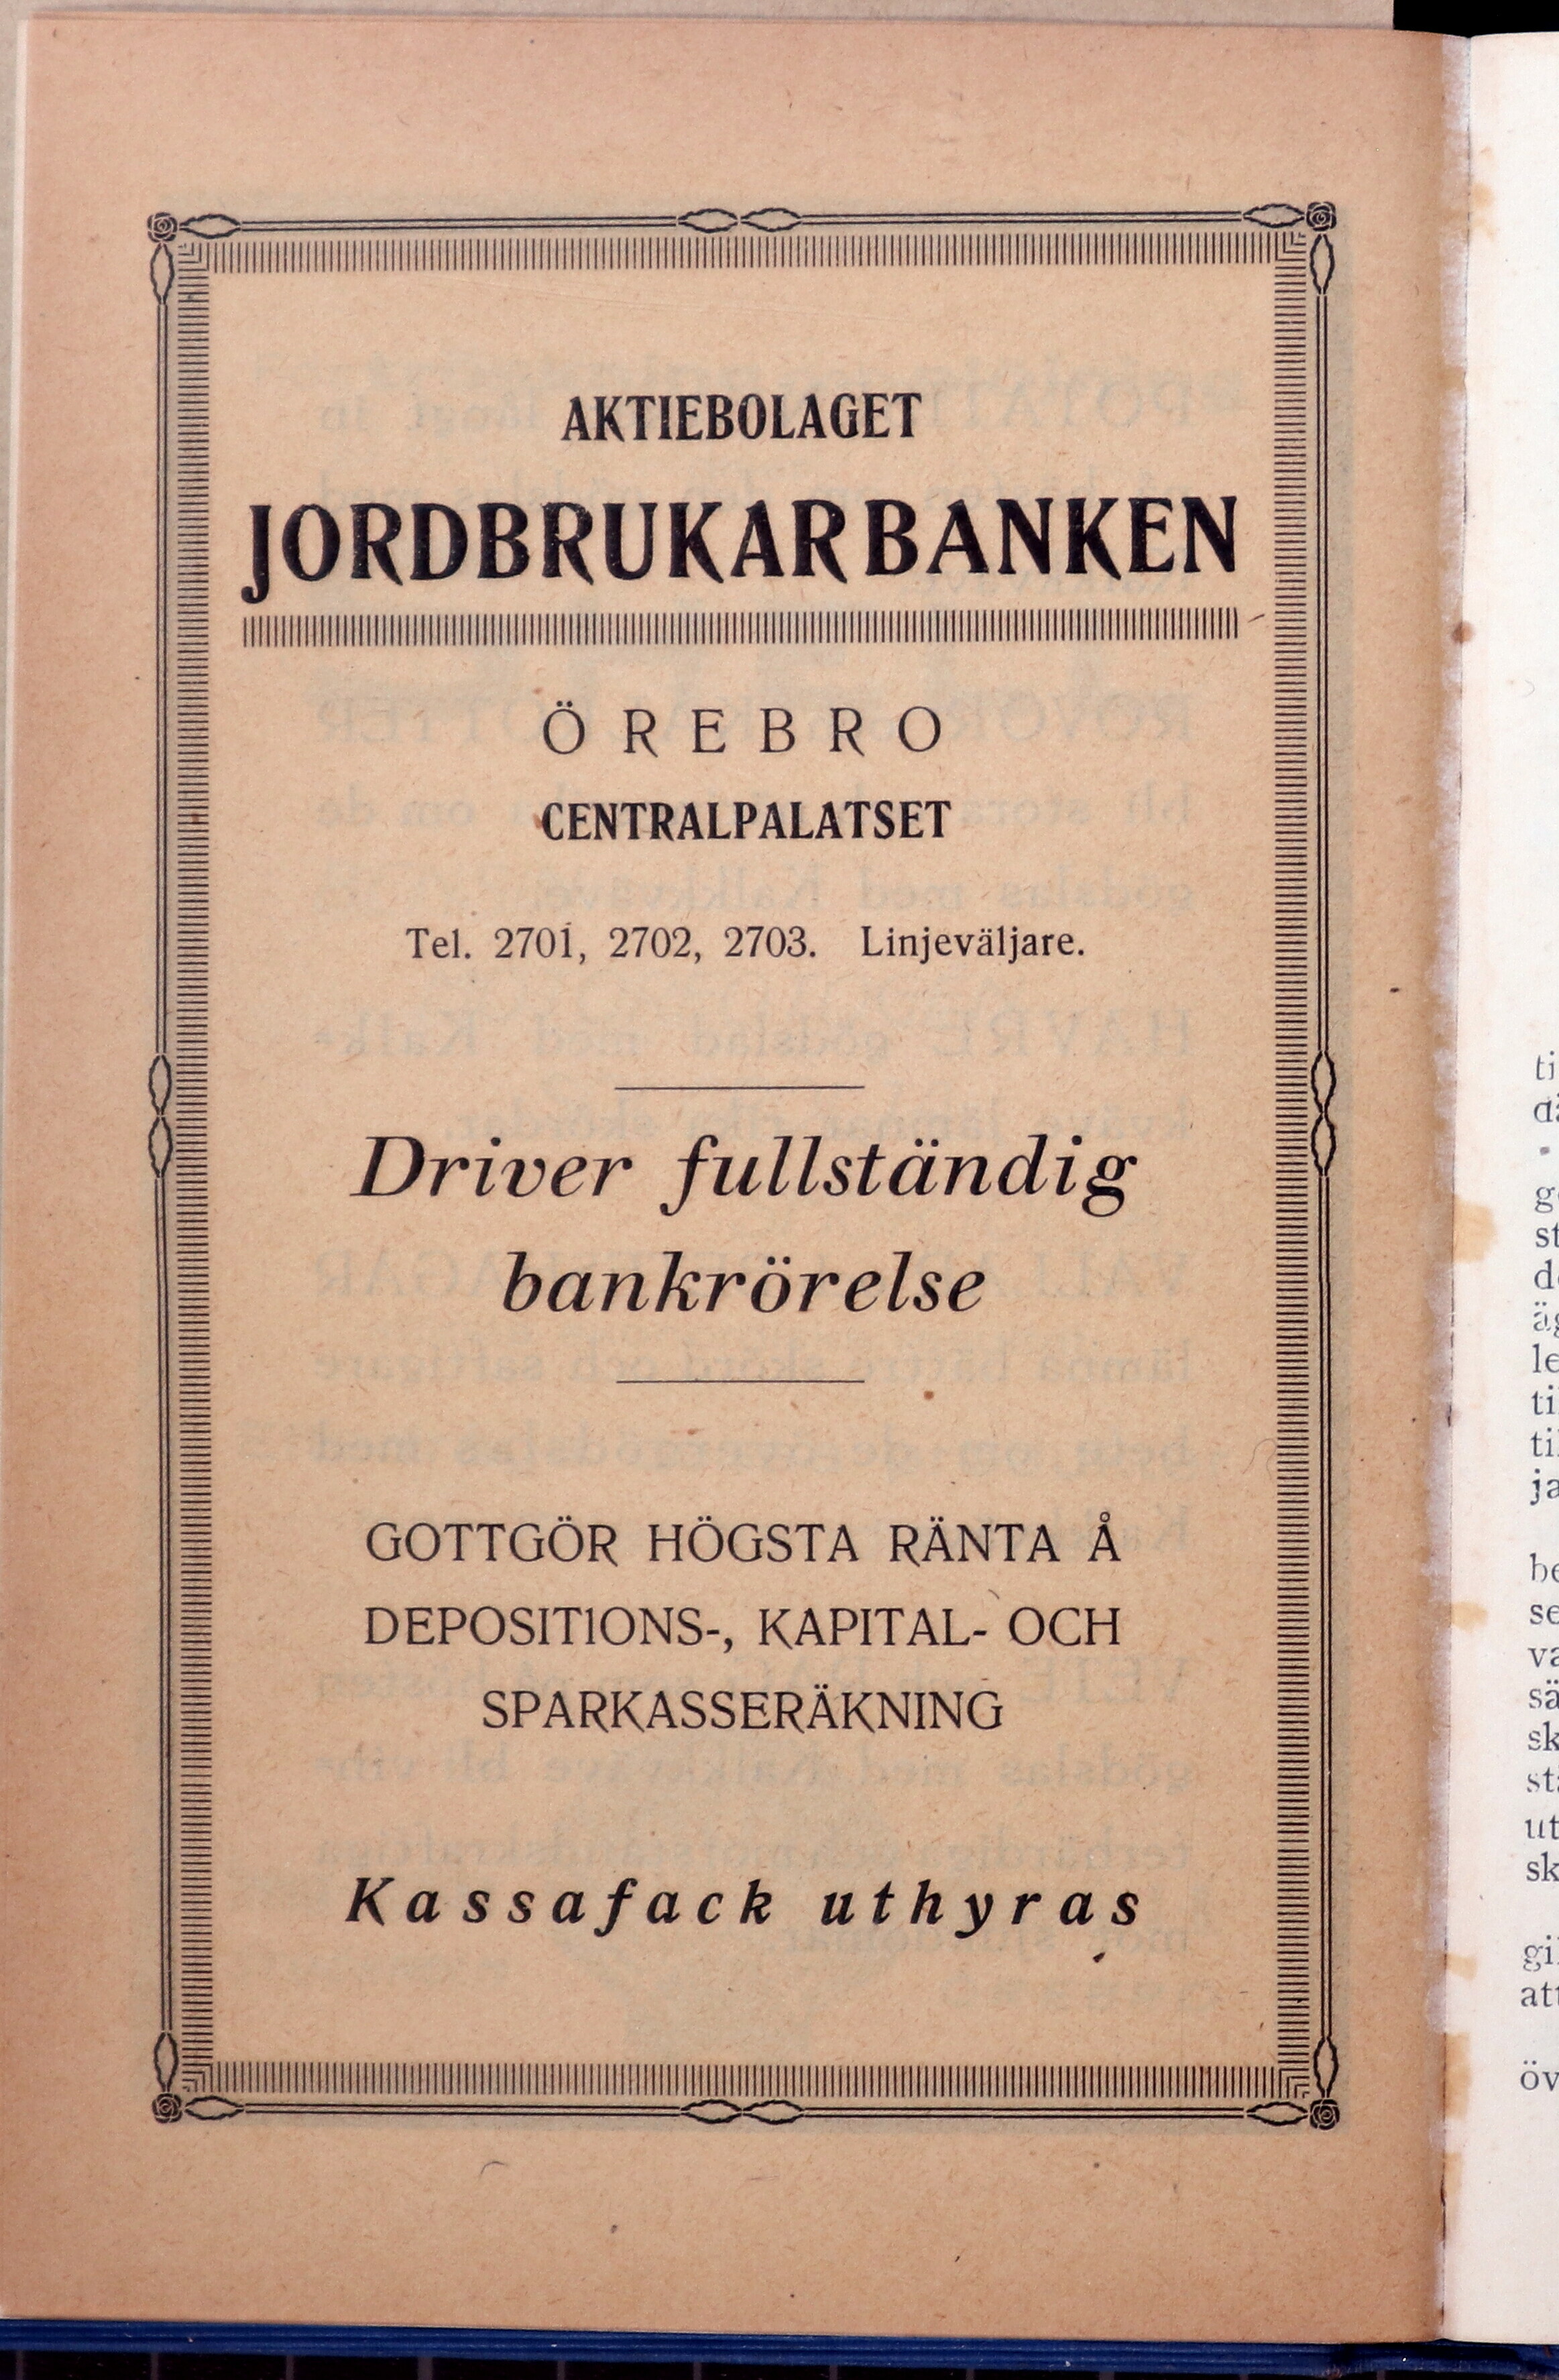 AKTIEBOLAGET
JORDBRUKARBANKEN
ÖREBRO
CENTRALPALATSET
Tel. 2701, 2702, 2703. Linjeväljare.
Driver fullständig
bankrörelse
GOTTGÖR HÖGSTA RÄNTA Å
DEPOSITIONS-, KAPITAL- OCH
SPARKASSERÄKNING
Kassafack uthyras